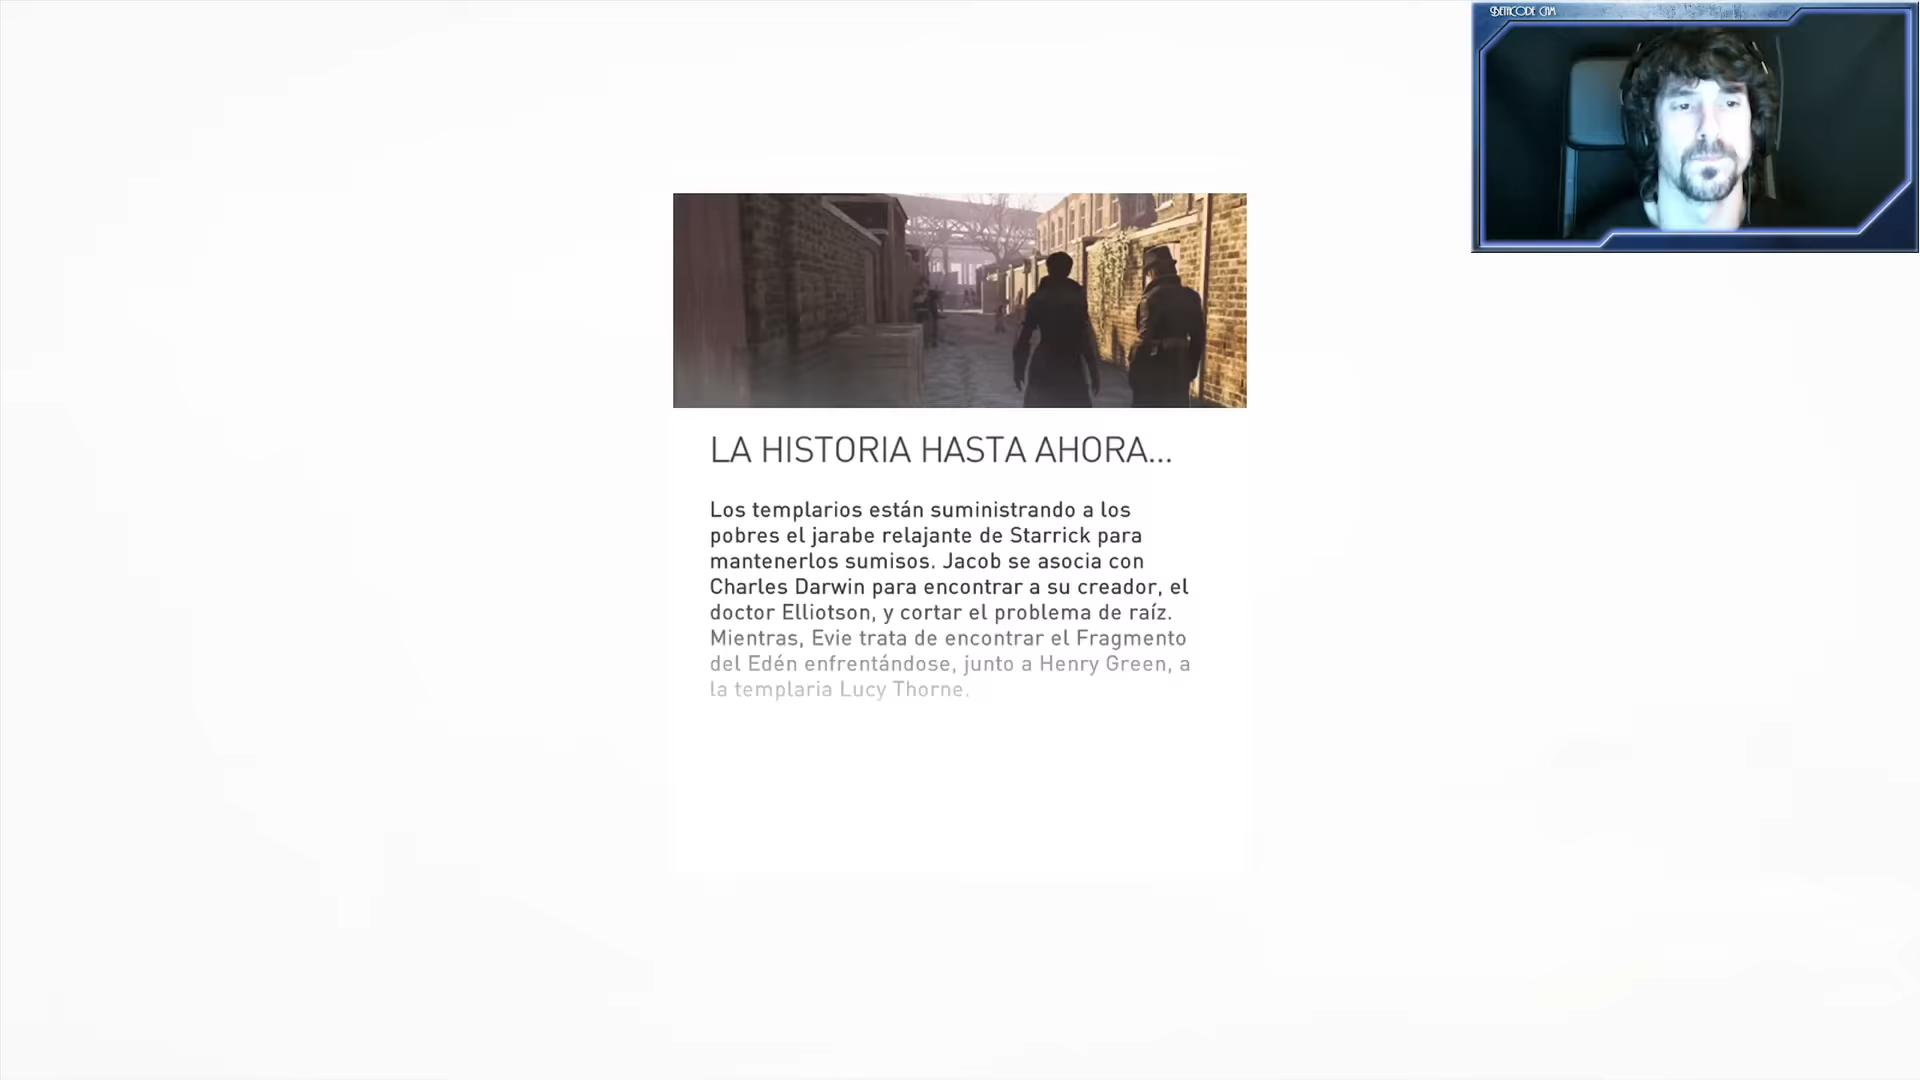 BETACODE CAM
LA HISTORIA HASTA AHORA...
Los templarios están suministrando a los
pobres el jarabe relajante de Starrick para
mantenerlos sumisos. Jacob se asocia con
Charles Darwin para encontrar a su creador, el
doctor Elliotson, y cortar el problema de raíz.
Mientras, Evie trata de encontrar el Fragmento
del Edén enfrentándose, junto a Henry Green, a
la templaria Lucy Thorne.